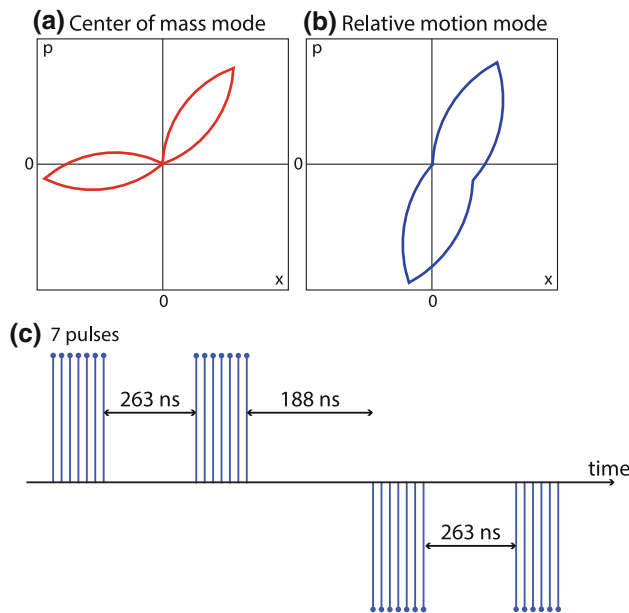 (a) Center of mass mode
p
0
x
0
(b) Relative motion mode
p
0
x
0
(c) 7 pulses
263 ns
188 ns
time
263 ns